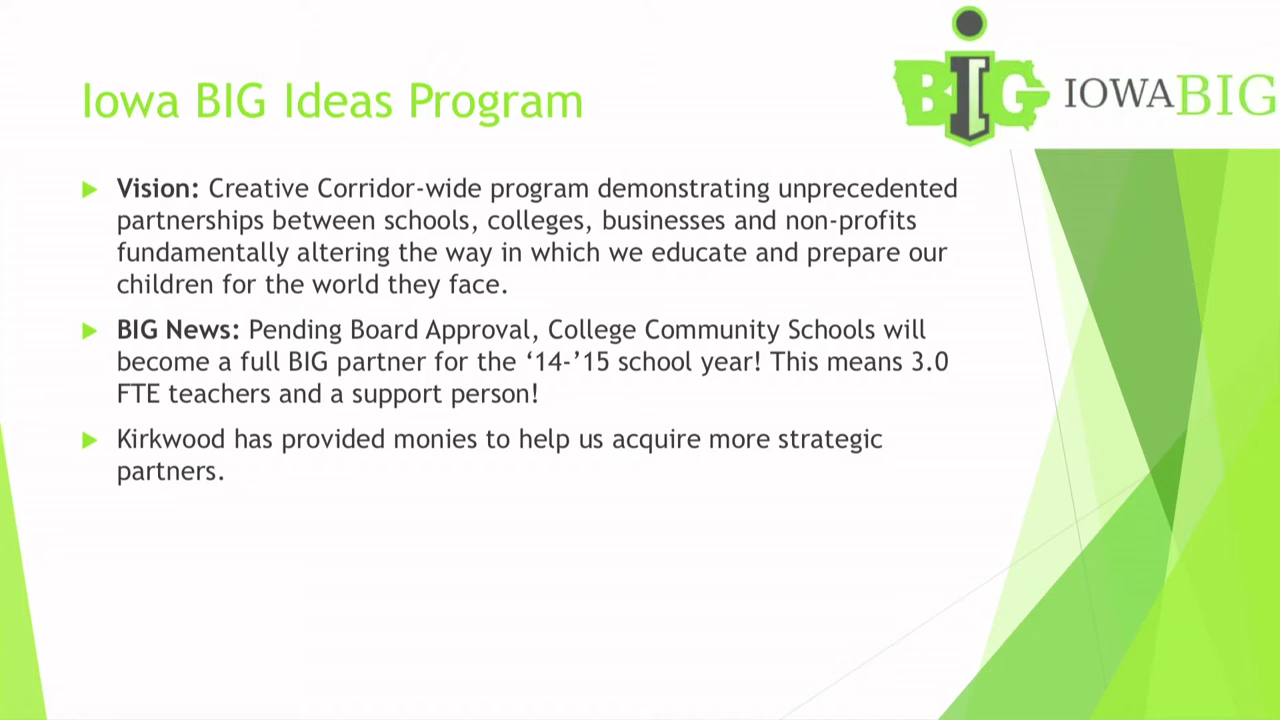 Iowa BIG Ideas Program
BIG
IOWABIG
Vision: Creative Corridor-wide program demonstrating unprecedented
partnerships between schools, colleges, businesses and non-profits
fundamentally altering the way in which we educate and prepare our
children for the world they face.
BIG News: Pending Board Approval, College Community Schools will
become a full BIG partner for the ‘14-’15 school year! This means 3.0
FTE teachers and a support person!
Kirkwood has provided monies to help us acquire more strategic
partners.